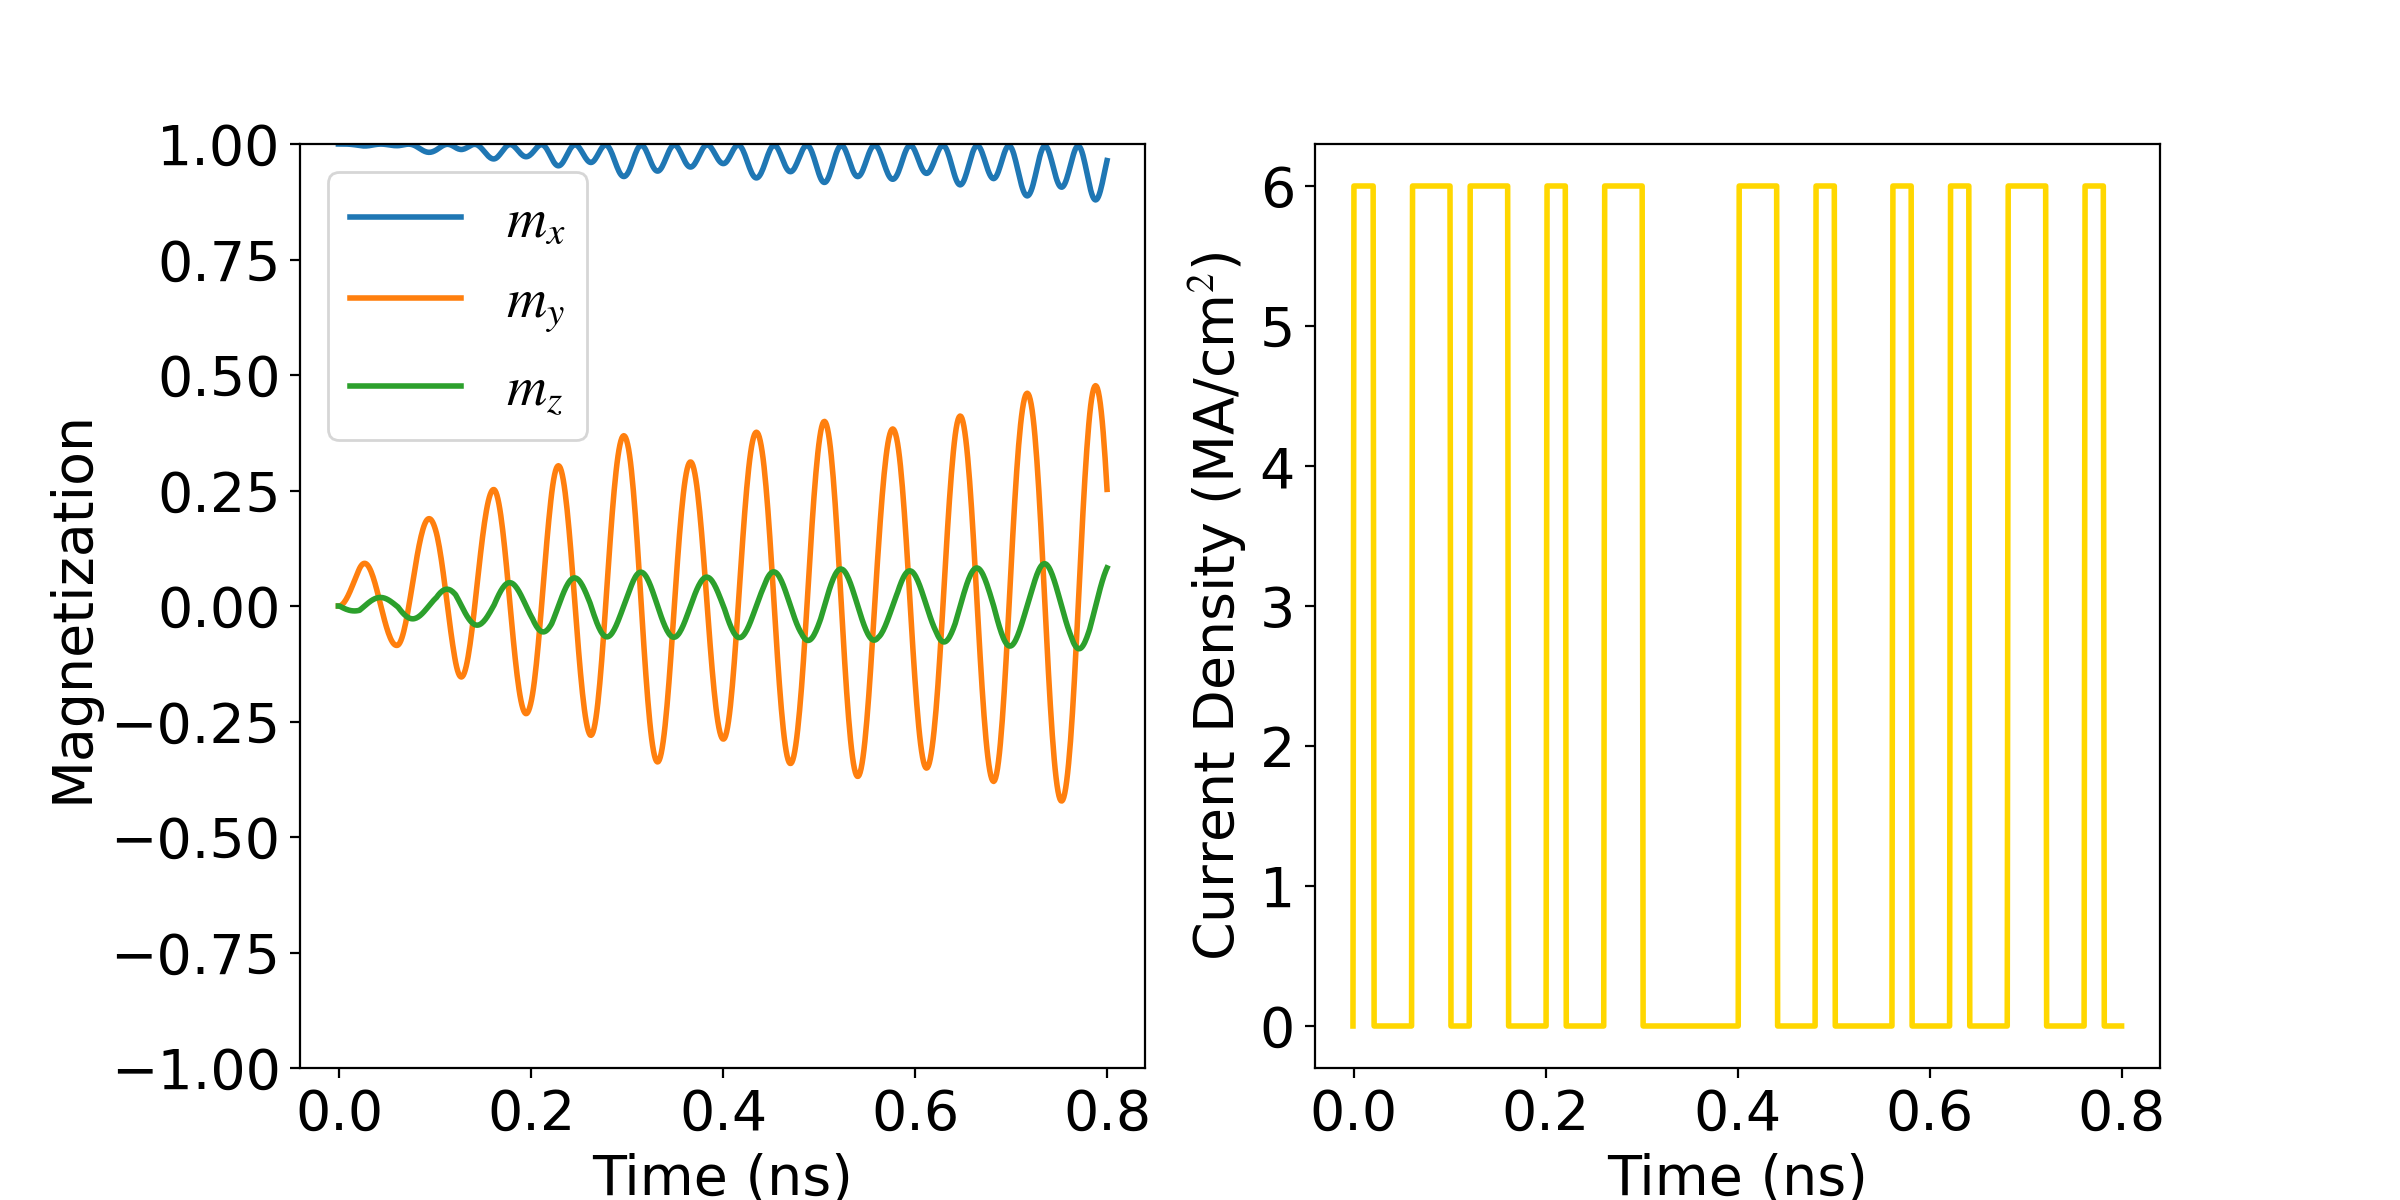 1.00
0.75
0.50
0.25
0.00
−0.25
−0.50
−0.75
−1.00
Magnetization
m_x
m_y
m_z
0.0 0.2 0.4 0.6 0.8
Time (ns)
6
5
4
3
2
1
0
Current Density (MA/cm²)
0.0 0.2 0.4 0.6 0.8
Time (ns)